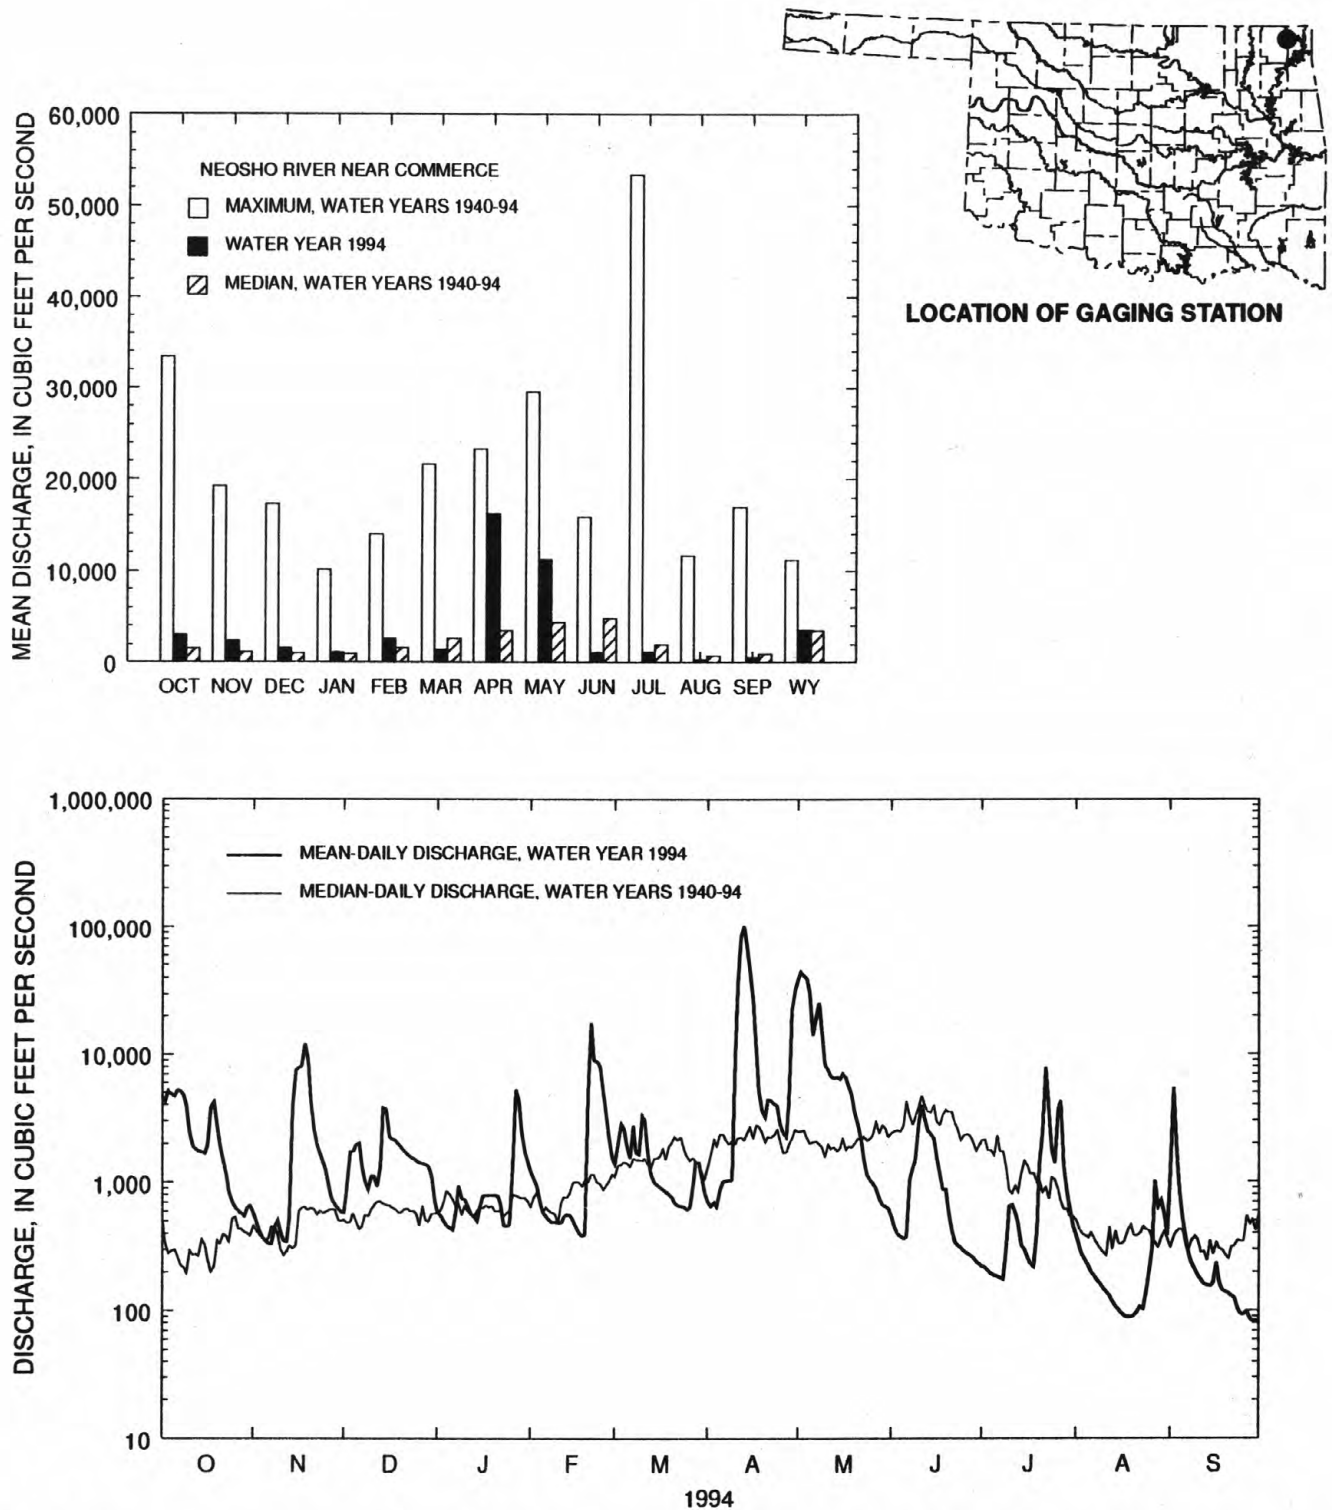 60,000
50,000
40,000
30,000
20,000
10,000
0
MEAN DISCHARGE, IN CUBIC FEET PER SECOND
NEOSHO RIVER NEAR COMMERCE
MAXIMUM, WATER YEARS 1940-94
WATER YEAR 1994
MEDIAN, WATER YEARS 1940-94
OCT NOV DEC JAN FEB MAR APR MAY JUN JUL AUG SEP WY
LOCATION OF GAGING STATION
1,000,000
100,000
10,000
1,000
100
10
DISCHARGE, IN CUBIC FEET PER SECOND
MEAN-DAILY DISCHARGE, WATER YEAR 1994
MEDIAN-DAILY DISCHARGE, WATER YEARS 1940-94
O N D J F M A M J J A S
1994